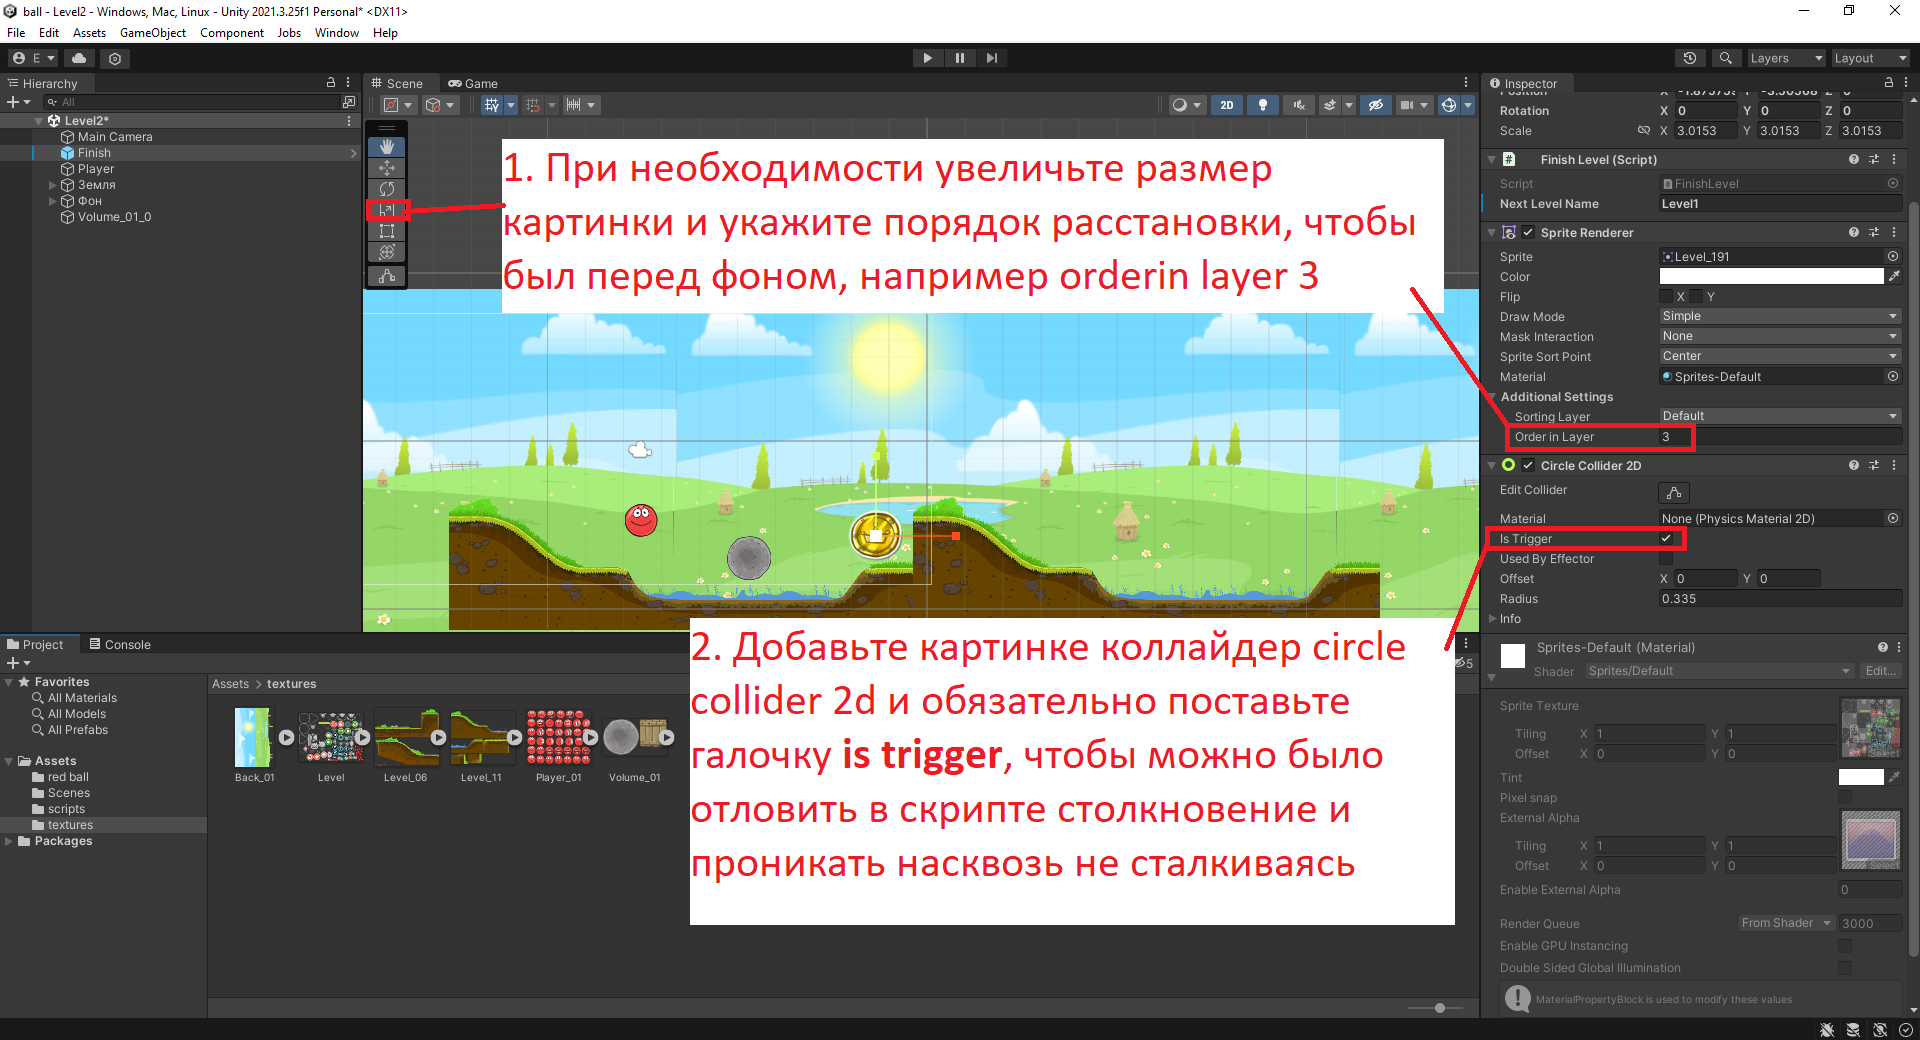 ball - Level2 - Windows, Mac, Linux - Unity 2021.3.25f1 Personal* <DX11>
File Edit Assets GameObject Component Jobs Window Help
E
Layers
Layout
Hierarchy
All
Level2*
Main Camera
Finish
Player
Земля
Фон
Volume_01_0
Scene
Game
2D
1. При необходимости увеличьте размер
картинки и укажите порядок расстановки, чтобы
был перед фоном, например orderin layer 3
2. Добавьте картинке коллайдер circle
collider 2d и обязательно поставьте
галочку is trigger, чтобы можно было
отловить в скрипте столкновение и
проникать насквозь не сталкиваясь
5
Inspector
Rotation X 0 Y 0 Z 0
Scale X 3.0153 Y 3.0153 Z 3.0153
Finish Level (Script)
Script FinishLevel
Next Level Name Level1
Sprite Renderer
Sprite Level_191
Color
Flip X Y
Draw Mode Simple
Mask Interaction None
Sprite Sort Point Center
Material Sprites-Default
Additional Settings
Sorting Layer Default
Order in Layer 3
Circle Collider 2D
Edit Collider
Material None (Physics Material 2D)
Is Trigger
Used By Effector
Offset X 0 Y 0
Radius 0.335
Info
Sprites-Default (Material)
Shader Sprites/Default Edit...
Sprite Texture
Tiling X 1 Y 1
Offset X 0 Y 0
Select
Tint
Pixel snap
External Alpha
Tiling X 1 Y 1
Offset X 0 Y 0
Select
Enable External Alpha 0
Render Queue From Shader 3000
Enable GPU Instancing
Double Sided Global Illumination
MaterialPropertyBlock is used to modify these values
Project
Console
Favorites
All Materials
All Models
All Prefabs
Assets
red ball
Scenes
scripts
textures
Packages
Assets > textures
Back_01 Level Level_06 Level_11 Player_01 Volume_01